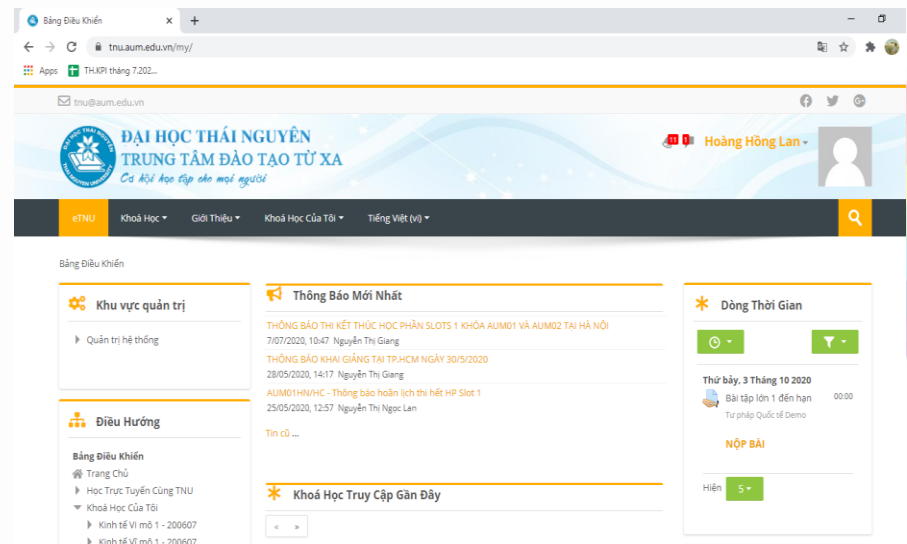 Bảng Điều Khiển
tnu.aum.edu.vn/my/
Apps TH.KPI tháng 7.202...
tnu@aum.edu.vn
ĐẠI HỌC THÁI NGUYÊN
TRUNG TÂM ĐÀO TẠO TỪ XA
Cơ hội học tập cho mọi người
11 Hoàng Hồng Lan
eTNU Khoá Học Giới Thiệu Khoá Học Của Tôi Tiếng Việt (vi)
Bảng Điều Khiển
Khu vực quản trị
Quản trị hệ thống
Điều Hướng
Bảng Điều Khiển
Trang Chủ
Học Trực Tuyến Cùng TNU
Khoá Học Của Tôi
Kinh tế Vi mô 1 - 200607
Kinh tế Vĩ mô 1 - 200607
Thông Báo Mới Nhất
THÔNG BÁO THI KẾT THÚC HỌC PHẦN SLOTS 1 KHÓA AUM01 VÀ AUM02 TẠI HÀ NỘI
7/07/2020, 10:47 Nguyễn Thị Giang
THÔNG BÁO KHAI GIẢNG TẠI TP.HCM NGÀY 30/5/2020
28/05/2020, 14:17 Nguyễn Thị Giang
AUM01HN/HC - Thông báo hoãn lịch thi hết HP Slot 1
25/05/2020, 12:57 Nguyễn Thị Ngọc Lan
Tin cũ ...
Khoá Học Truy Cập Gần Đây
« »
Dòng Thời Gian
Thứ bảy, 3 Tháng 10 2020
Bài tập lớn 1 đến hạn 00:00
Tư pháp Quốc tế Demo
NỘP BÀI
Hiện 5